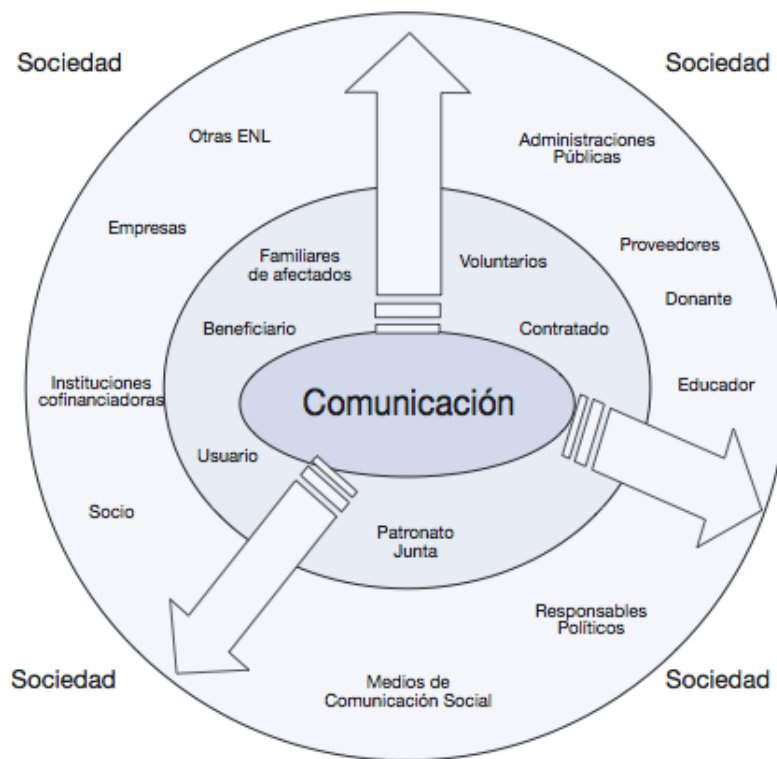 Sociedad
Sociedad
Otras ENL
Administraciones
Públicas
Empresas
Proveedores
Familiares
de afectados
Voluntarios
Donante
Beneficiario
Contratado
Instituciones
cofinanciadoras
Educador
Comunicación
Usuario
Socio
Patronato
Junta
Responsables
Políticos
Sociedad
Medios de
Comunicación Social
Sociedad